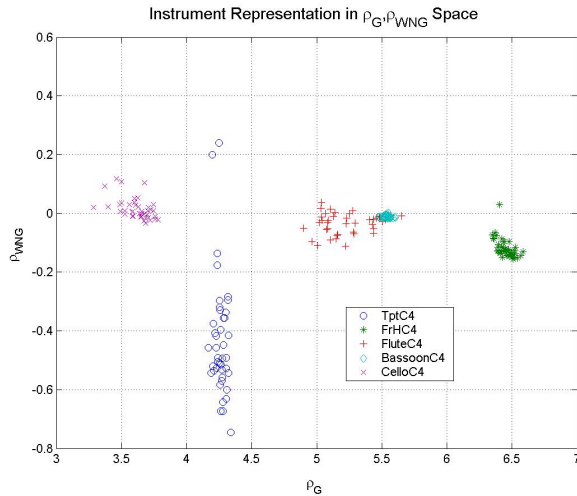 Instrument Representation in ρG,ρWNG Space
0.6
0.4
0.2
0
-0.2
-0.4
-0.6
-0.8
ρWNG
TptC4
FrHC4
FluteC4
BassoonC4
CelloC4
3 3.5 4 4.5 5 5.5 6 6.5 7
ρG